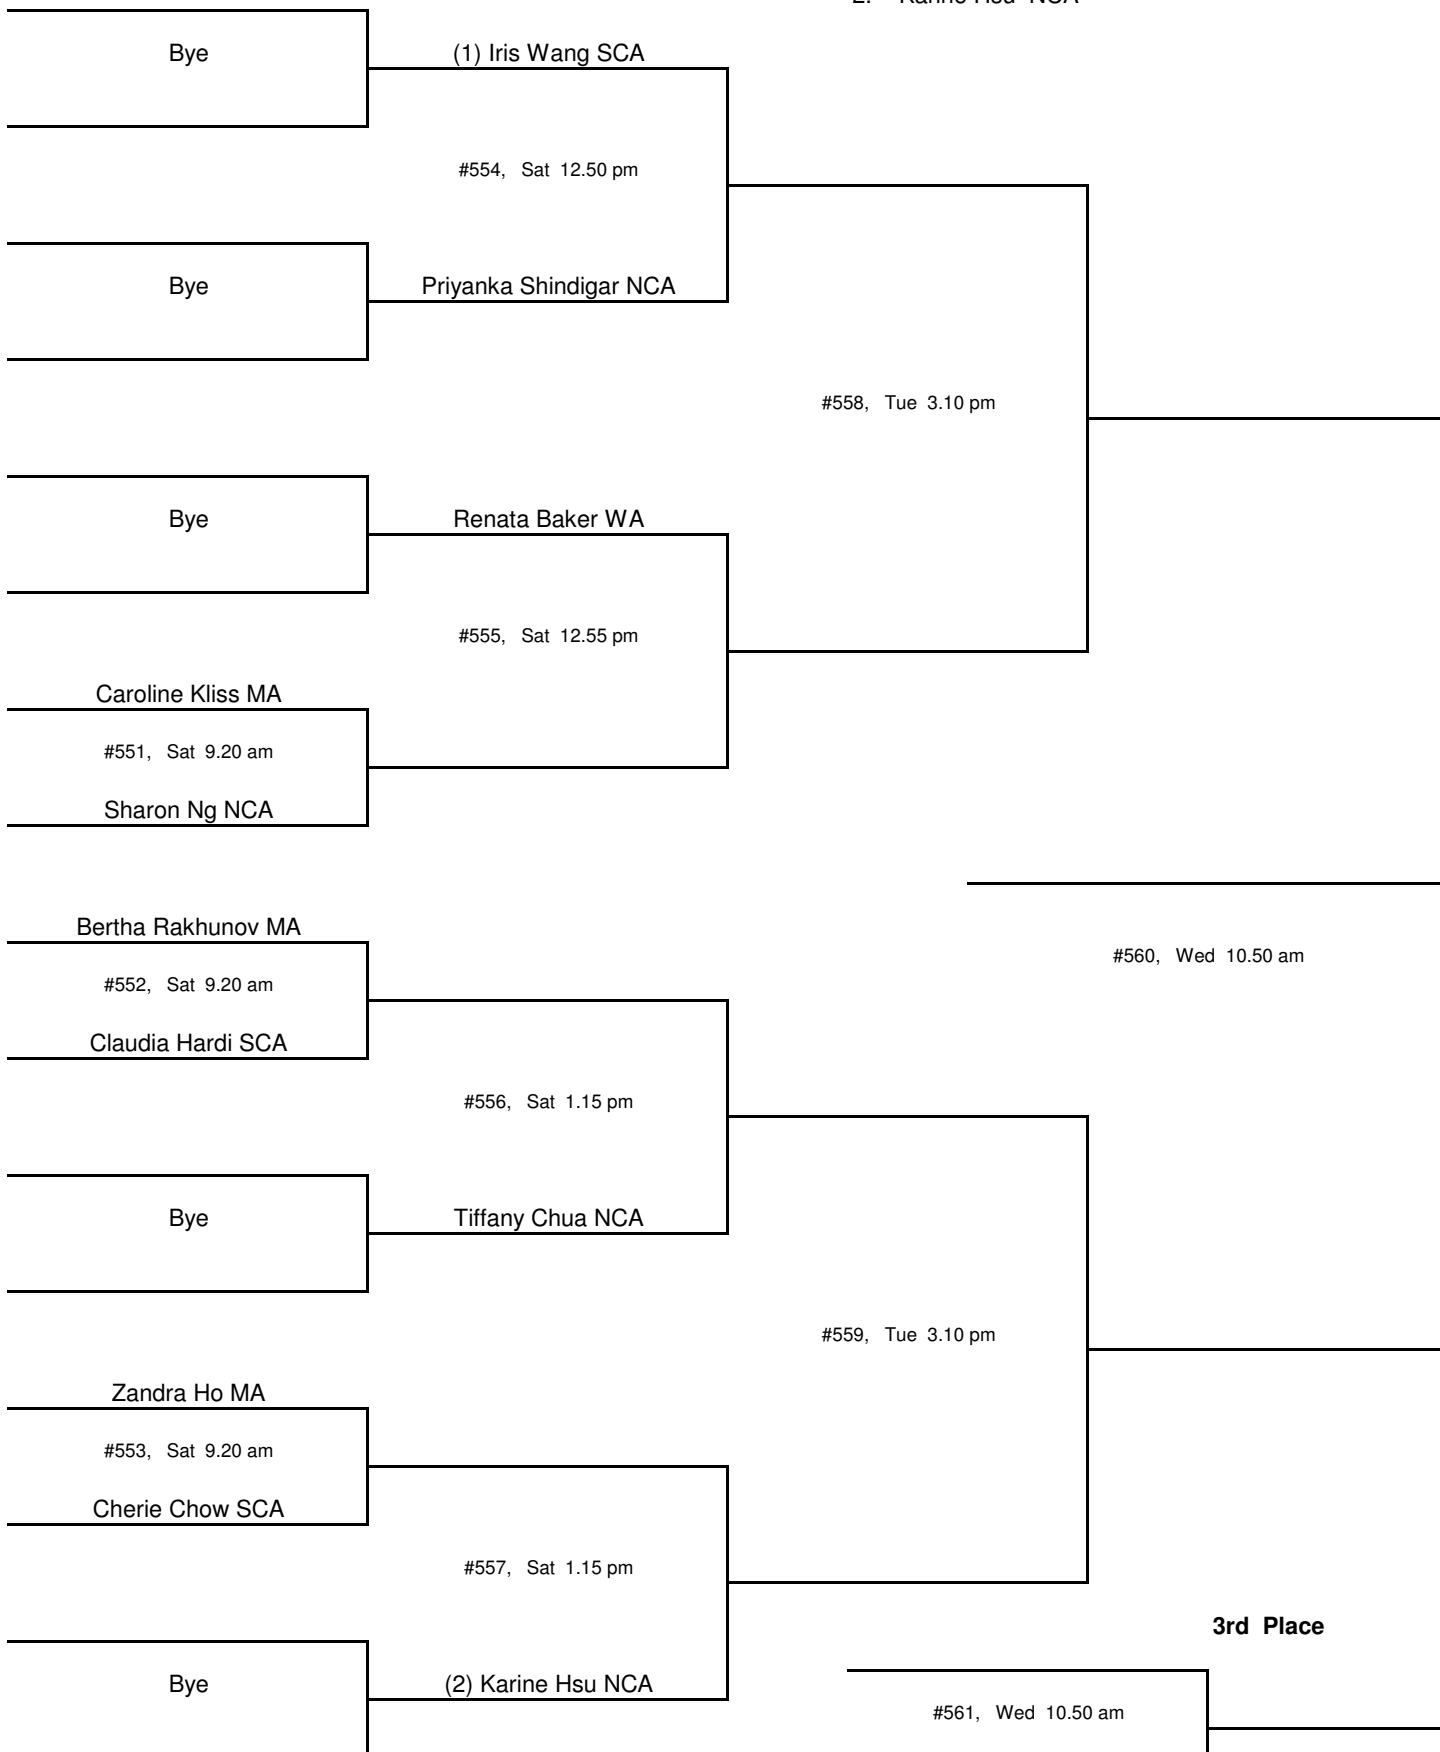 2. Karine Hsu NCA
Bye
(1) Iris Wang SCA
#554, Sat 12.50 pm
Bye
Priyanka Shindigar NCA
#558, Tue 3.10 pm
Bye
Renata Baker WA
#555, Sat 12.55 pm
Caroline Kliss MA
#551, Sat 9.20 am
Sharon Ng NCA
Bertha Rakhunov MA
#560, Wed 10.50 am
#552, Sat 9.20 am
Claudia Hardi SCA
#556, Sat 1.15 pm
Bye
Tiffany Chua NCA
#559, Tue 3.10 pm
Zandra Ho MA
#553, Sat 9.20 am
Cherie Chow SCA
#557, Sat 1.15 pm
3rd Place
Bye
(2) Karine Hsu NCA
#561, Wed 10.50 am